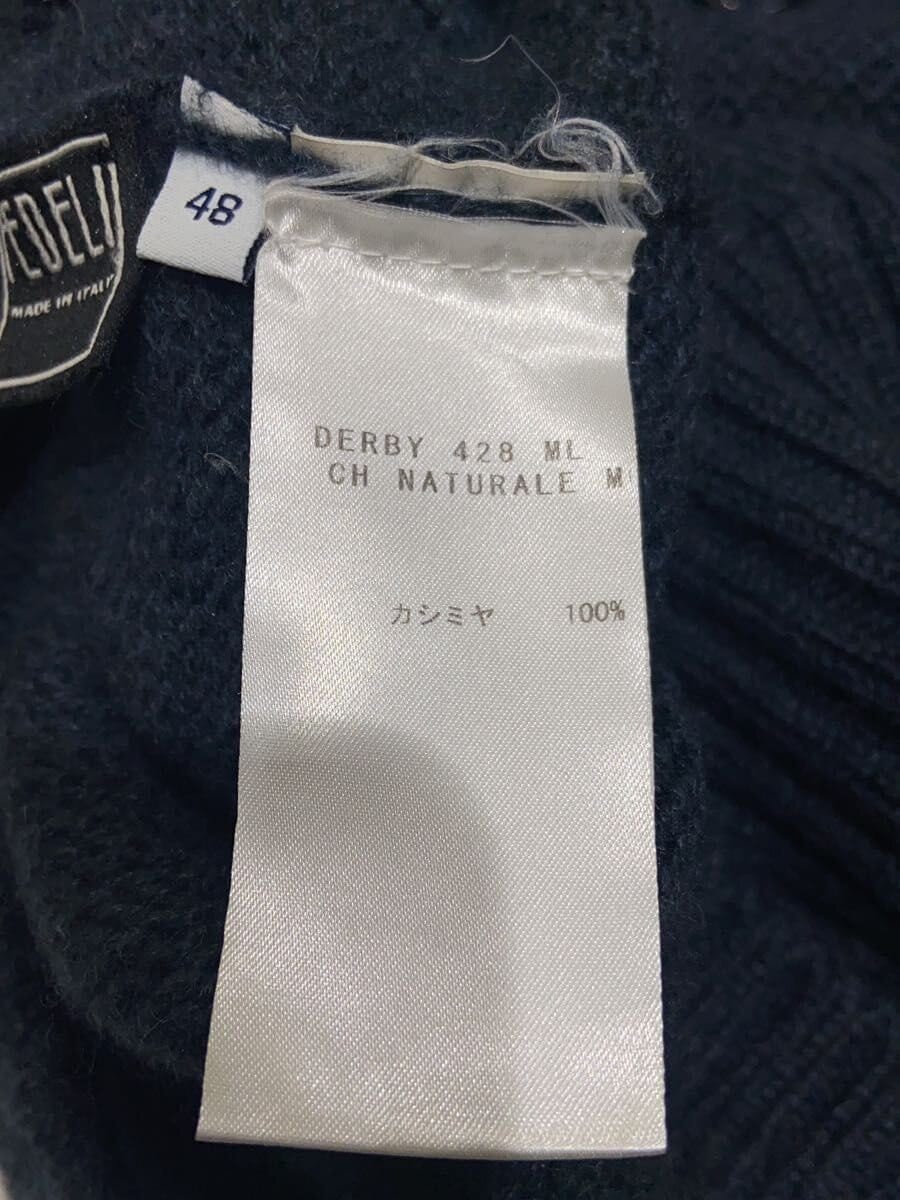 FEDELI
MADE IN ITALY
48
DERBY 428 ML
CH NATURALE M
カシミヤ 100%